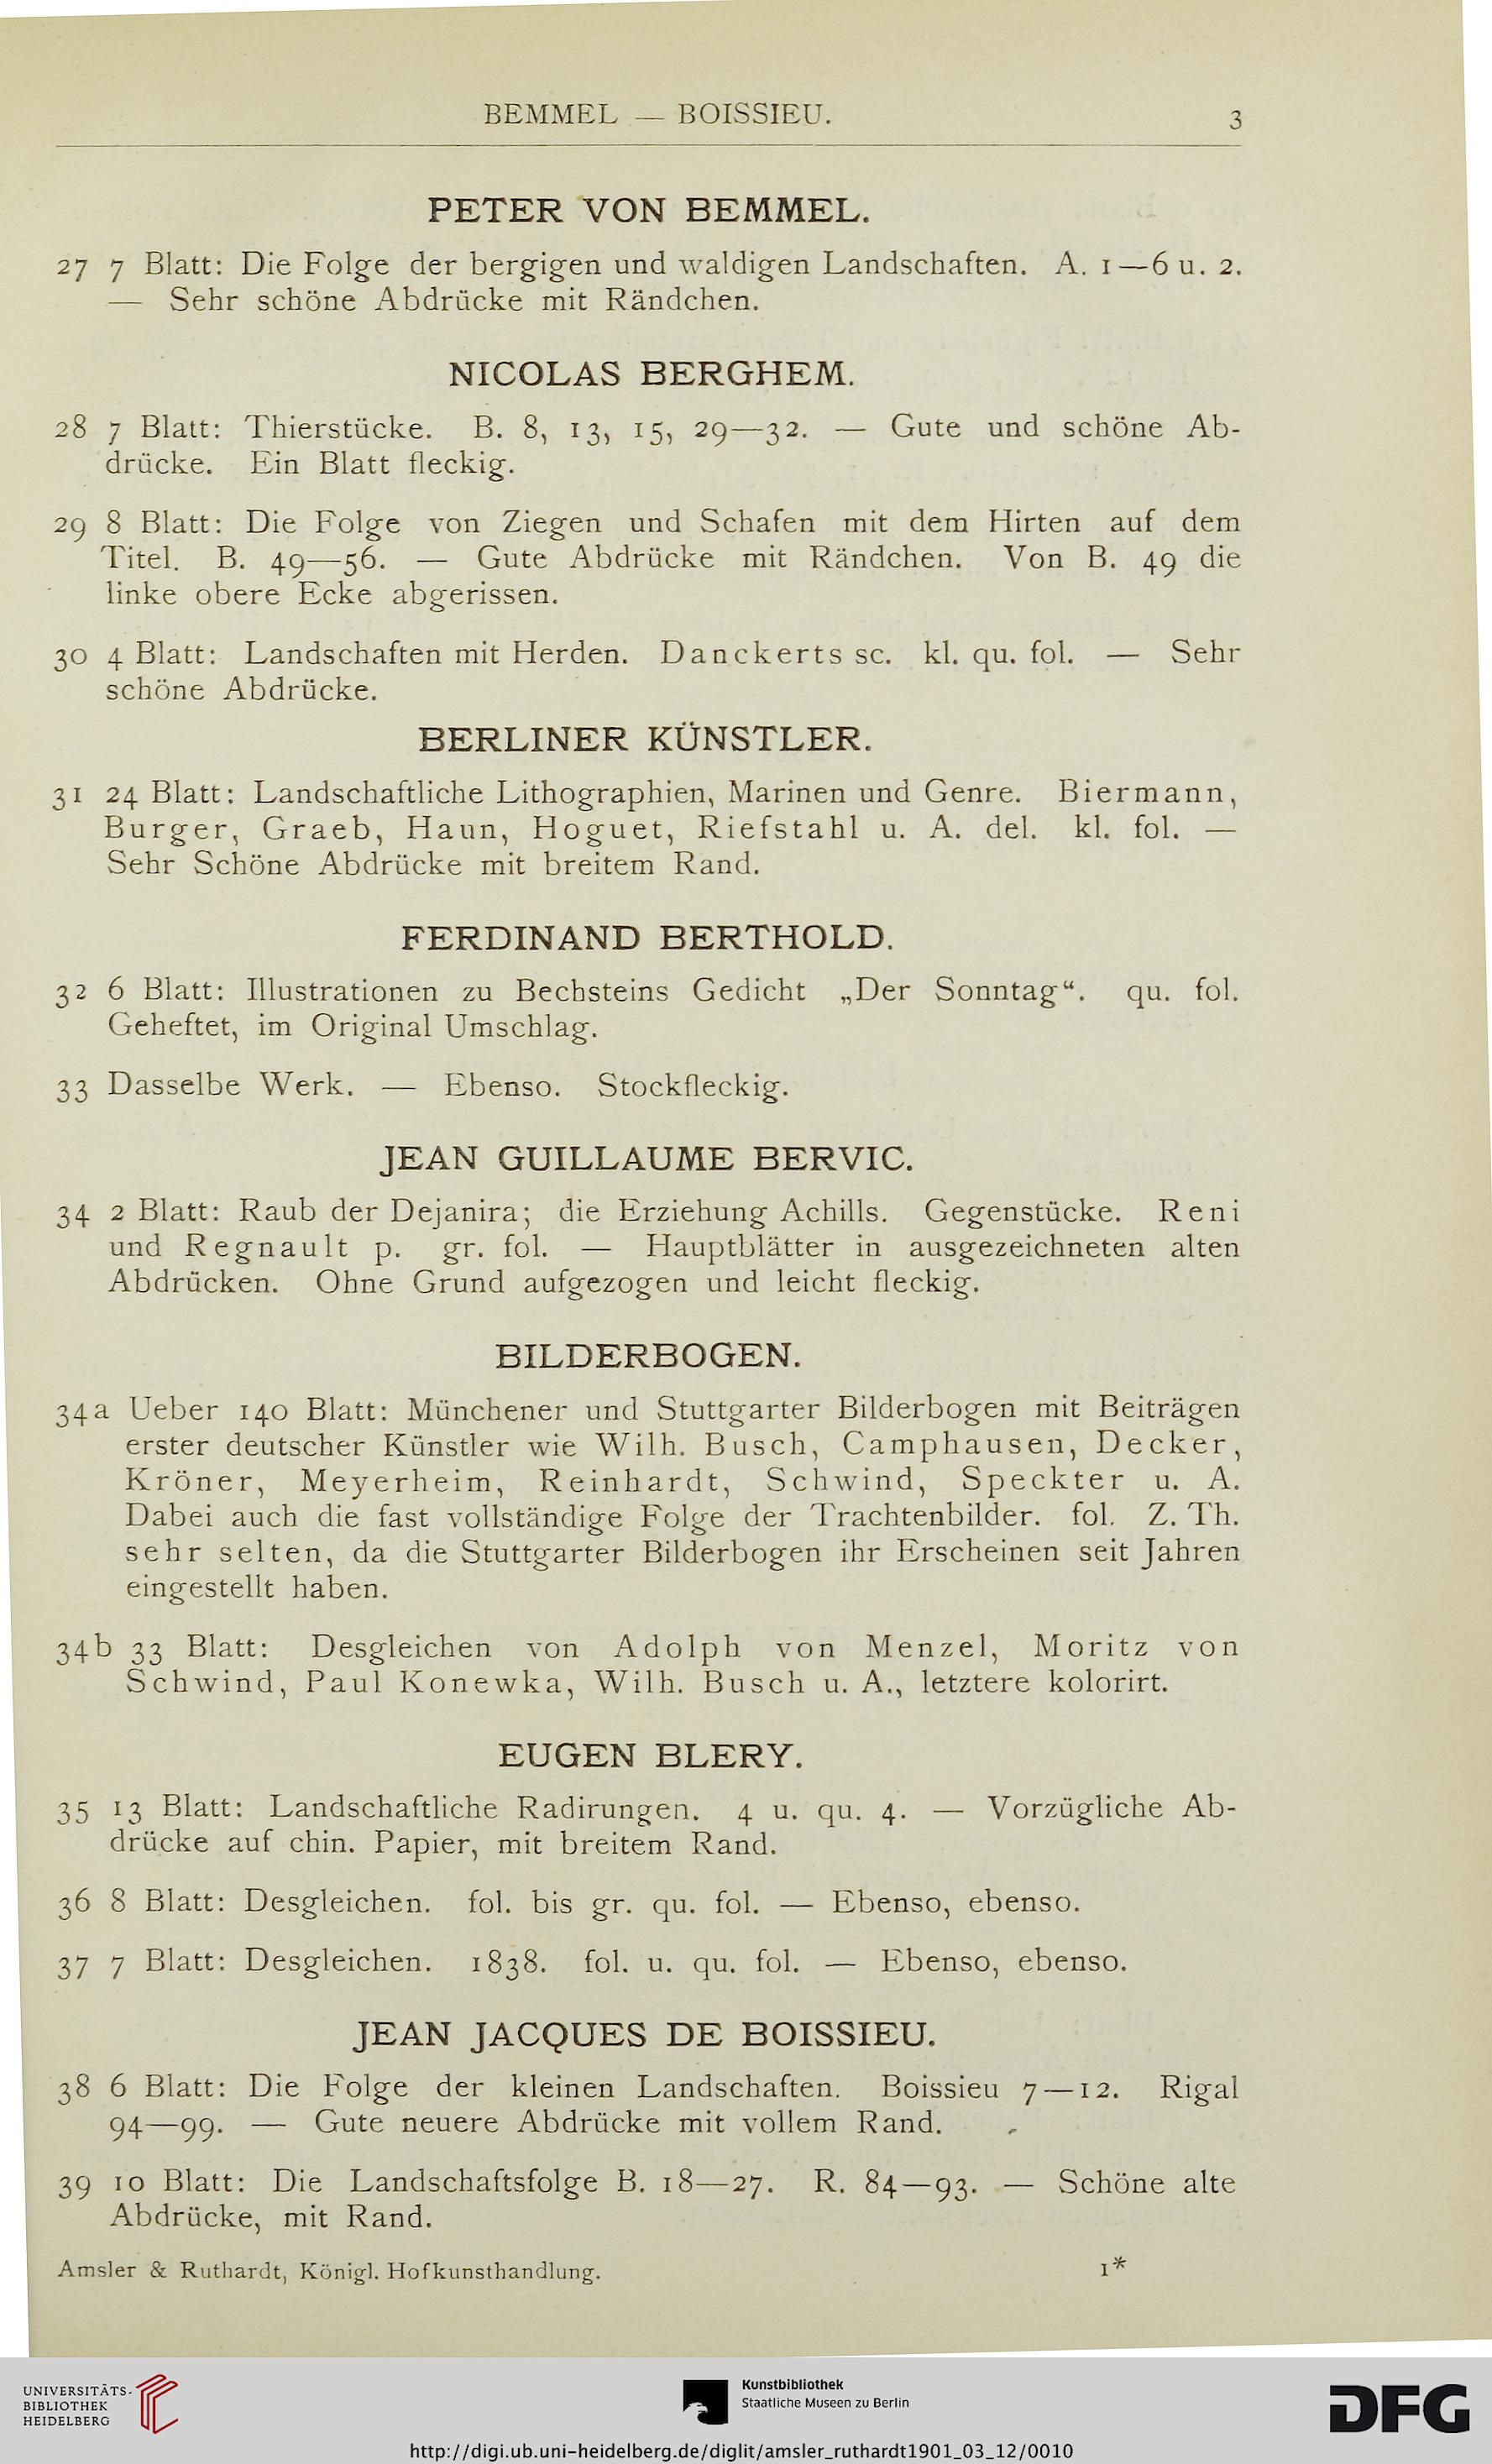 BEMMEL — BOISSIEU.
3
PETER VON BEMMEL.
27 7 Blatt: Die Folge der bergigen und waldigen Landschaften. A. 1—6 u. 2.
— Sehr schöne Abdrücke mit Rändchen.
NICOLAS BERGHEM.
28 7 Blatt: Thierstücke. B. 8, 13, 15, 29—32. — Gute und schöne Ab-
drücke. Ein Blatt fleckig.
29 8 Blatt: Die Folge von Ziegen und Schafen mit dem Hirten auf dem
Titel. B. 49—56. — Gute Abdrücke mit Rändchen. Von B. 49 die
linke obere Ecke abgerissen.
30 4 Blatt: Landschaften mit Herden. Danckerts sc. kl. qu. fol. — Sehr
schöne Abdrücke.
BERLINER KÜNSTLER.
31 24 Blatt: Landschaftliche Lithographien, Marinen und Genre. Biermann,
Burger, Graeb, Haun, Hoguet, Riefstahl u. A. del. kl. fol. —
Sehr Schöne Abdrücke mit breitem Rand.
FERDINAND BERTHOLD.
32 6 Blatt: Illustrationen zu Bechsteins Gedicht „Der Sonntag“. qu. fol.
Geheftet, im Original Umschlag.
33 Dasselbe Werk. — Ebenso. Stockfleckig.
JEAN GUILLAUME BERVIC.
34 2 Blatt: Raub der Dejanira; die Erziehung Achills. Gegenstücke. Reni
und Regnault p. gr. fol. — Hauptblätter in ausgezeichneten alten
Abdrücken. Ohne Grund aufgezogen und leicht fleckig.
BILDERBOGEN.
34a Ueber 140 Blatt: Münchener und Stuttgarter Bilderbogen mit Beiträgen
erster deutscher Künstler wie Wilh. Busch, Camphausen, Decker,
Kröner, Meyerheim, Reinhardt, Schwind, Speckter u. A.
Dabei auch die fast vollständige Folge der Trachtenbilder. fol. Z. Th.
sehr selten, da die Stuttgarter Bilderbogen ihr Erscheinen seit Jahren
eingestellt haben.
34b 33 Blatt: Desgleichen von Adolph von Menzel, Moritz von
Schwind, Paul Konewka, Wilh. Busch u. A., letztere kolorirt.
EUGEN BLERY.
35 13 Blatt: Landschaftliche Radirungen. 4 u. qu. 4. — Vorzügliche Ab-
drücke auf chin. Papier, mit breitem Rand.
36 8 Blatt: Desgleichen. fol. bis gr. qu. fol. — Ebenso, ebenso.
37 7 Blatt: Desgleichen. 1838. fol. u. qu. fol. — Ebenso, ebenso.
JEAN JACQUES DE BOISSIEU.
38 6 Blatt: Die Folge der kleinen Landschaften. Boissieu 7—12. Rigal
94—99. — Gute neuere Abdrücke mit vollem Rand.
39 10 Blatt: Die Landschaftsfolge B. 18—27. R. 84—93. — Schöne alte
Abdrücke, mit Rand.
Amsler & Ruthardt, Königl. Hofkunsthandlung.
1*
UNIVERSITÄTS-
BIBLIOTHEK
HEIDELBERG
Kunstbibliothek
Staatliche Museen zu Berlin
DFG
http://digi.ub.uni-heidelberg.de/diglit/amsler_ruthardt1901_03_12/0010